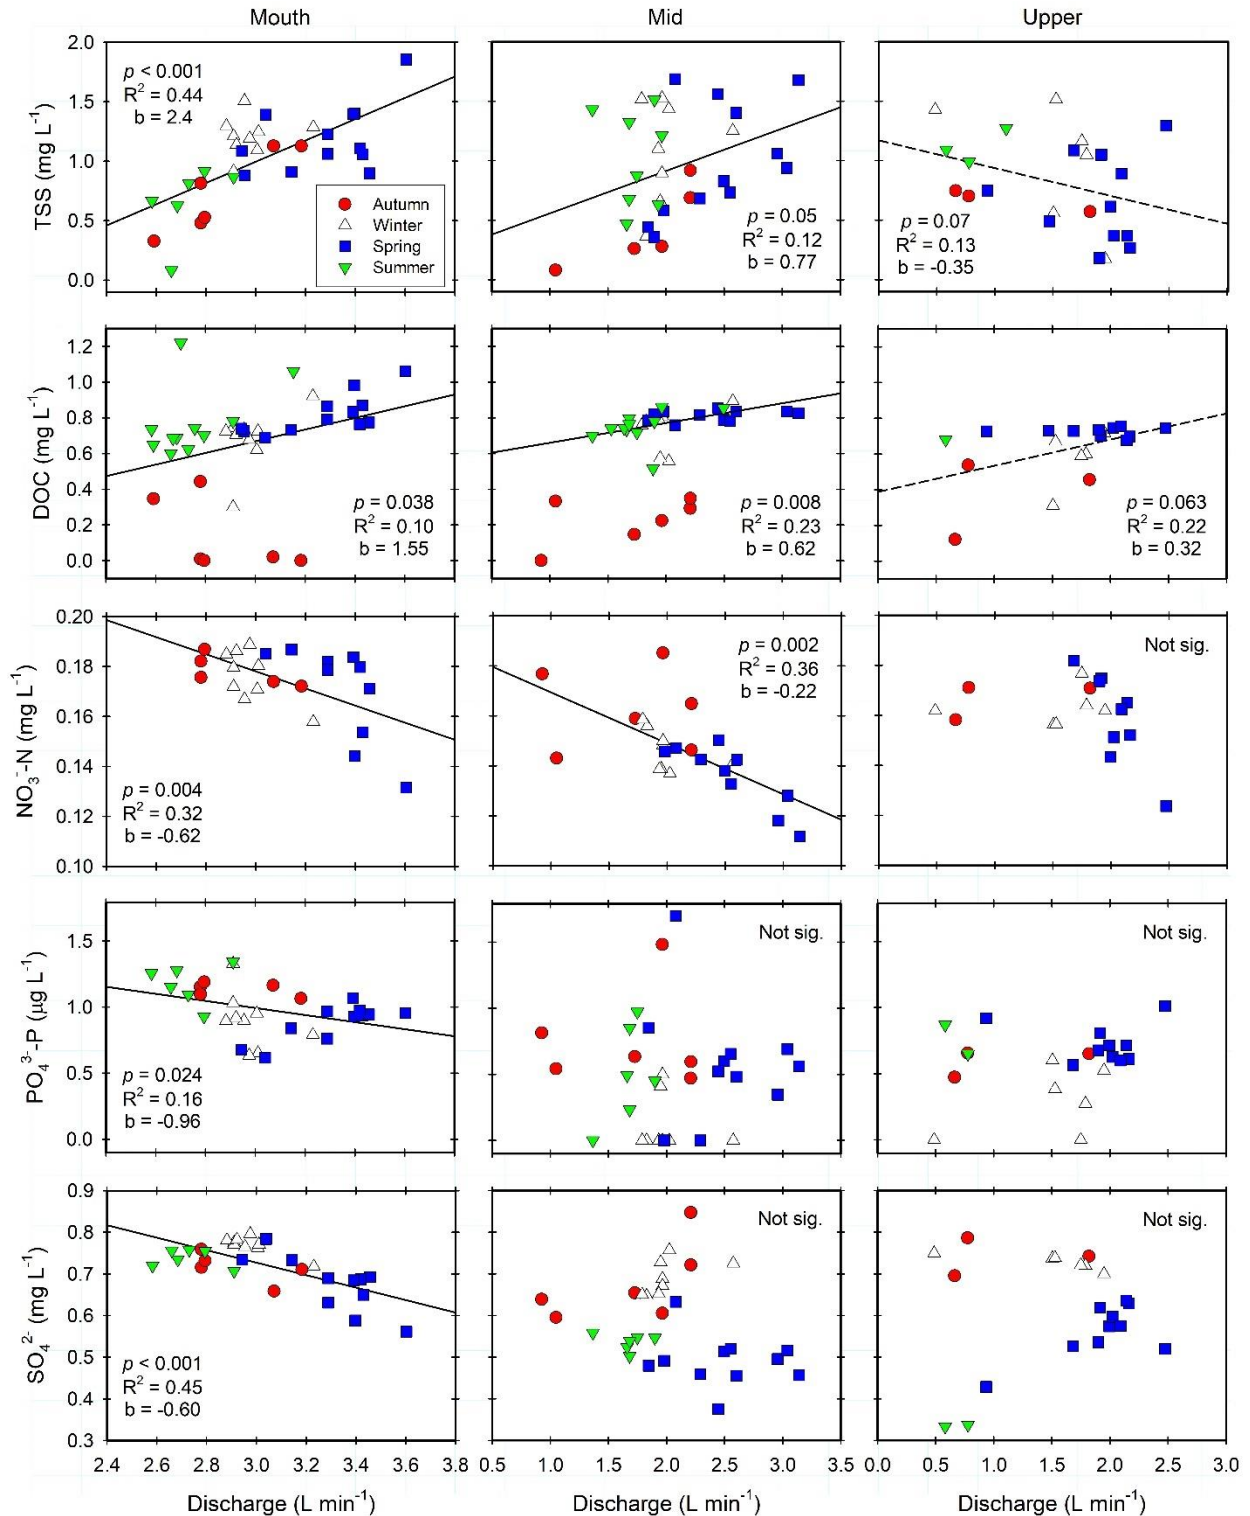 Mouth Mid Upper
2.0
1.5
1.0
0.5
0.0
TSS (mg L⁻¹)
p < 0.001
R² = 0.44
b = 2.4
Autumn
Winter
Spring
Summer
p = 0.05
R² = 0.12
b = 0.77
p = 0.07
R² = 0.13
b = -0.35
1.2
1.0
0.8
0.6
0.4
0.2
0.0
DOC (mg L⁻¹)
p = 0.038
R² = 0.10
b = 1.55
p = 0.008
R² = 0.23
b = 0.62
p = 0.063
R² = 0.22
b = 0.32
0.20
0.18
0.16
0.14
0.12
0.10
NO₃⁻-N (mg L⁻¹)
p = 0.004
R² = 0.32
b = -0.62
p = 0.002
R² = 0.36
b = -0.22
Not sig.
1.5
1.0
0.5
0.0
PO₄³⁻-P (µg L⁻¹)
p = 0.024
R² = 0.16
b = -0.96
Not sig.
Not sig.
0.9
0.8
0.7
0.6
0.5
0.4
0.3
SO₄²⁻ (mg L⁻¹)
p < 0.001
R² = 0.45
b = -0.60
Not sig.
Not sig.
2.4 2.6 2.8 3.0 3.2 3.4 3.6 3.8
0.5 1.0 1.5 2.0 2.5 3.0 3.5
0.0 0.5 1.0 1.5 2.0 2.5 3.0
Discharge (L min⁻¹)
Discharge (L min⁻¹)
Discharge (L min⁻¹)